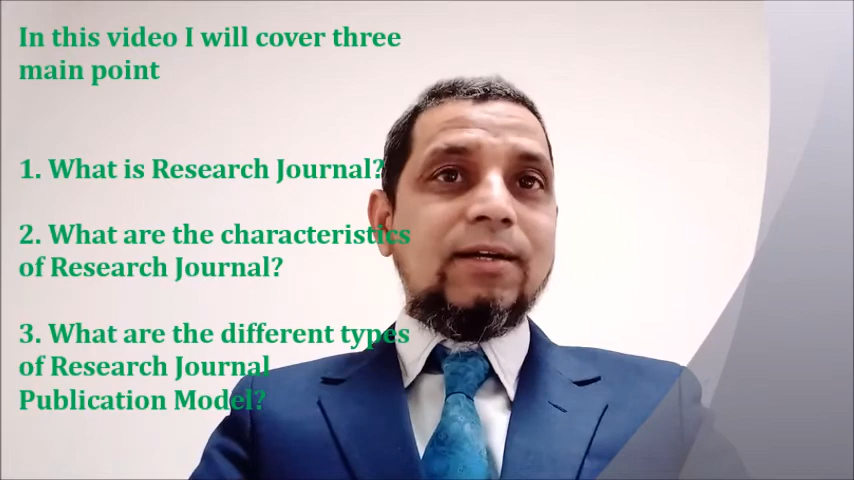 In this video I will cover three
main point
1. What is Research Journal?
2. What are the characteristics
of Research Journal?
3. What are the different types
of Research Journal
Publication Model?